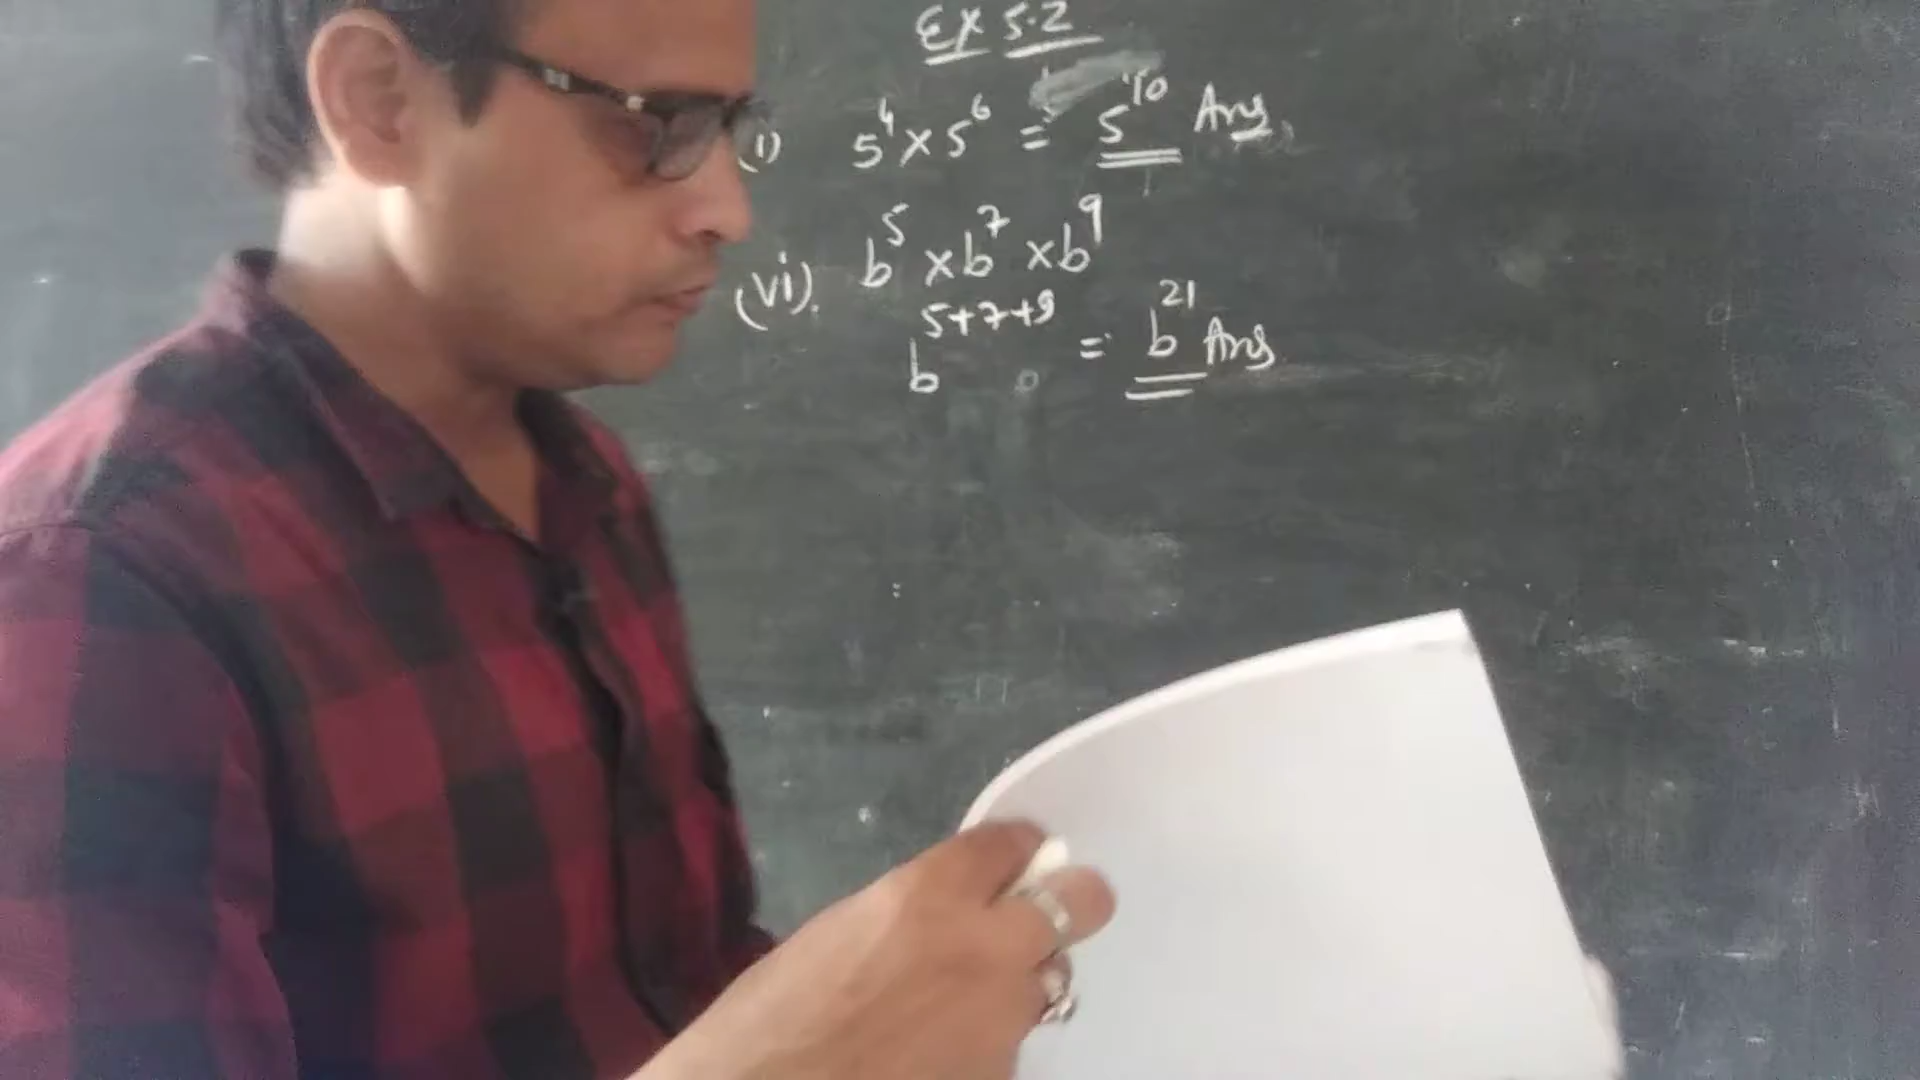 Ex 5.2
(i) 5⁴ × 5⁶ = 5¹⁰ Ans
(vi). b⁵ × b⁷ × b⁹
b⁵⁺⁷⁺⁹ = b²¹ Ans